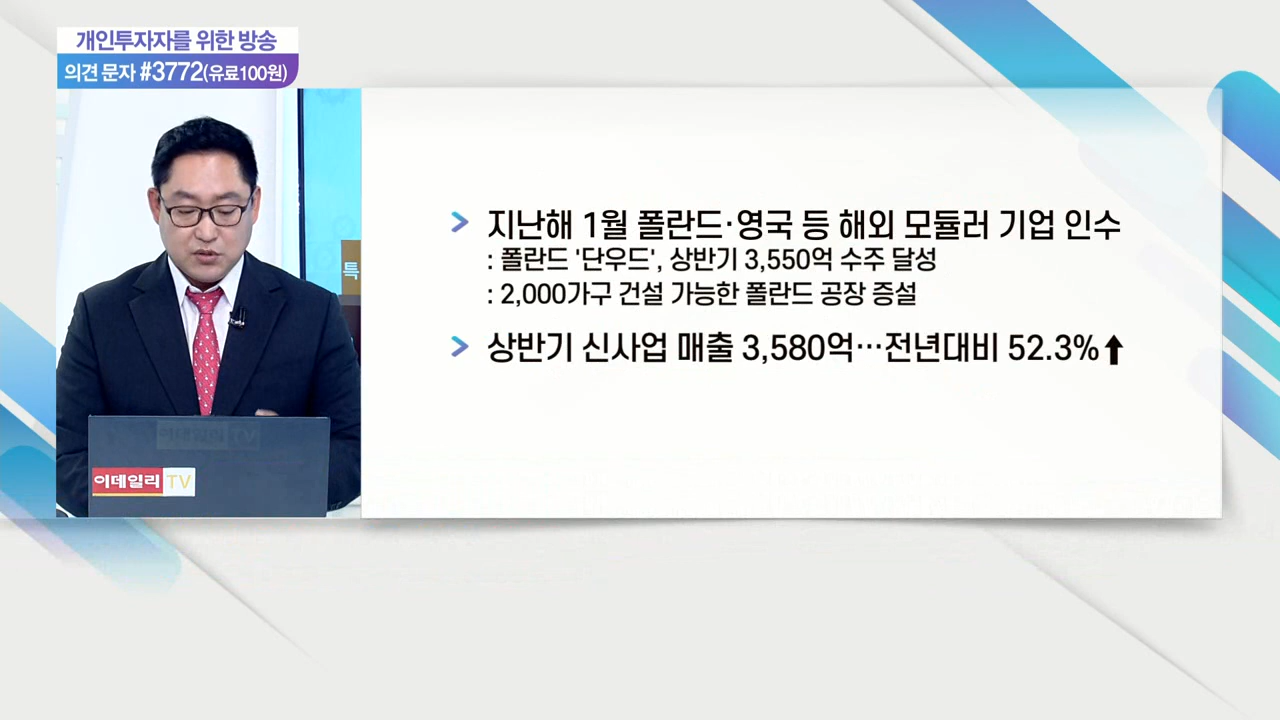 개인투자자를 위한 방송
의견 문자 #3772(유료100원)
지난해 1월 폴란드·영국 등 해외 모듈러 기업 인수
: 폴란드 '단우드', 상반기 3,550억 수주 달성
: 2,000가구 건설 가능한 폴란드 공장 증설
상반기 신사업 매출 3,580억…전년대비 52.3%↑
특
이데일리 TV